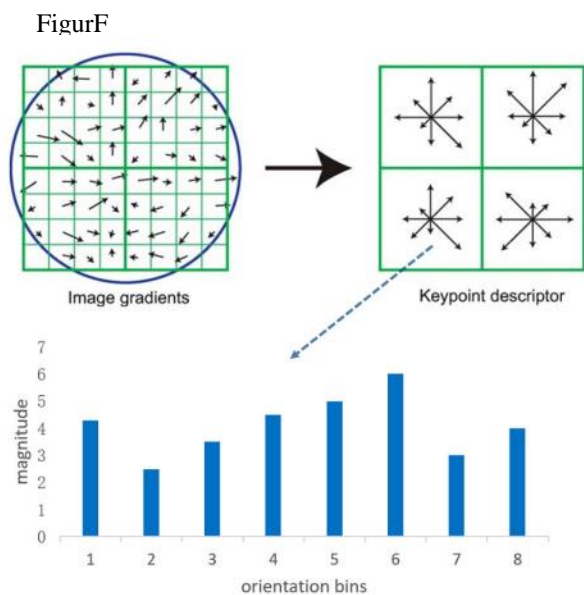 FigurF
Image gradients
Keypoint descriptor
7
6
5
4
3
2
1
0
magnitude
1 2 3 4 5 6 7 8
orientation bins